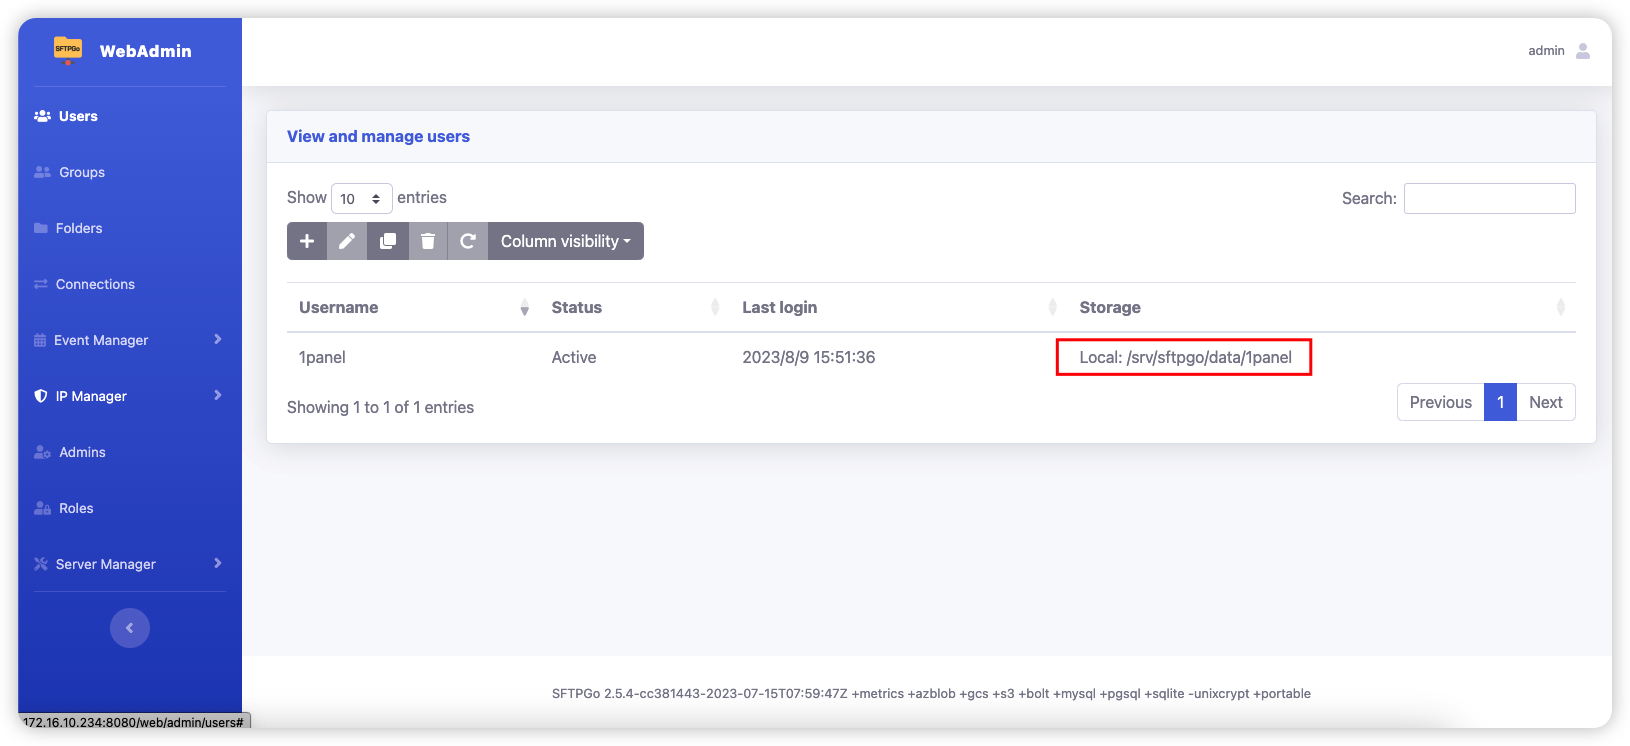 SFTPGo
WebAdmin
admin
Users
Groups
Folders
Connections
Event Manager
IP Manager
Admins
Roles
Server Manager
View and manage users
Show 10 entries
Search:
Column visibility
Username Status Last login Storage
1panel Active 2023/8/9 15:51:36 Local: /srv/sftpgo/data/1panel
Showing 1 to 1 of 1 entries
Previous 1 Next
SFTPGo 2.5.4-cc381443-2023-07-15T07:59:47Z +metrics +azblob +gcs +s3 +bolt +mysql +pgsql +sqlite -unixcrypt +portable
172.16.10.234:8080/web/admin/users#